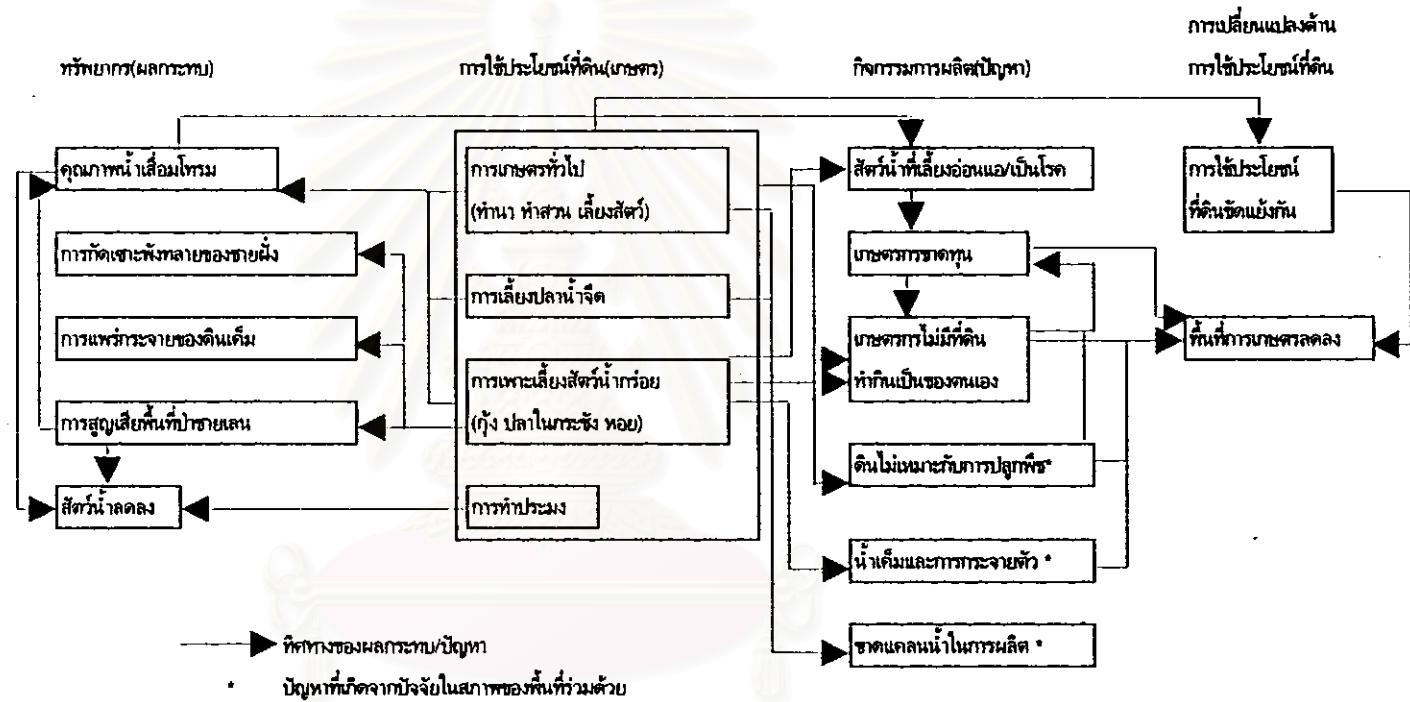 การเปลี่ยนแปลงด้าน
ทรัพยากร(ผลกระทบ)
การใช้ประโยชน์ที่ดิน(เกษตร)
กิจกรรมการผลิต(ปัญหา)
การใช้ประโยชน์ที่ดิน
คุณภาพน้ำเสื่อมโทรม
การกัดเซาะพังทลายของชายฝั่ง
การแพร่กระจายของดินเค็ม
การสูญเสียพื้นที่ป่าชายเลน
สัตว์น้ำลดลง
การเกษตรทั่วไป
(ทำนา ทำสวน เลี้ยงสัตว์)
การเลี้ยงปลาน้ำจืด
การเพาะเลี้ยงสัตว์น้ำกร่อย
(กุ้ง ปลาในกระชัง หอย)
การทำประมง
สัตว์น้ำที่เลี้ยงอ่อนแอ/เป็นโรค
เกษตรกรขาดทุน
เกษตรกรไม่มีที่ดิน
ทำกินเป็นของตนเอง
ดินไม่เหมาะกับการปลูกพืช*
น้ำเค็มและการกระจายตัว *
ขาดแคลนน้ำในการผลิต *
การใช้ประโยชน์
ที่ดินขัดแย้งกัน
พื้นที่การเกษตรลดลง
ทิศทางของผลกระทบ/ปัญหา
* ปัญหาที่เกิดจากปัจจัยในสภาพของพื้นที่ร่วมด้วย